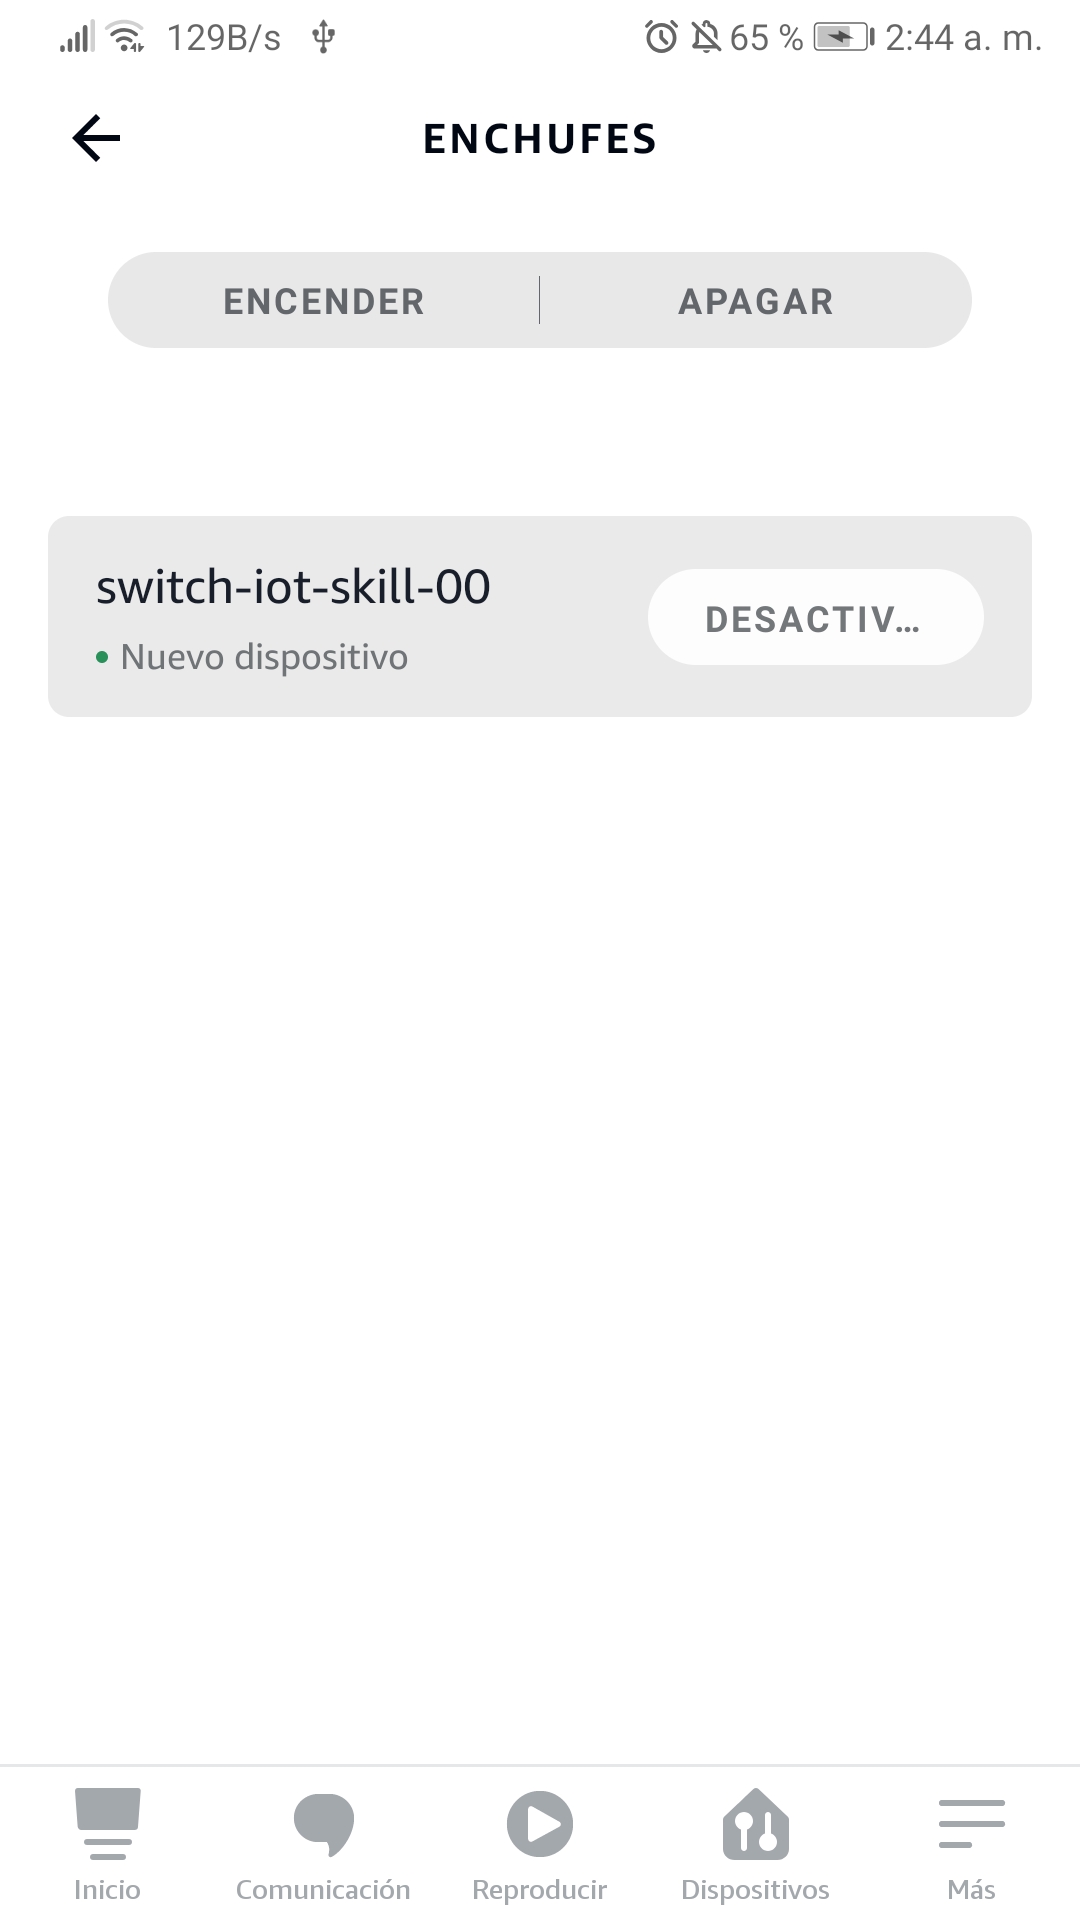 129B/s 65 % 2:44 a. m.
ENCHUFES
ENCENDER APAGAR
switch-iot-skill-00
DESACTIV...
Nuevo dispositivo
Inicio Comunicación Reproducir Dispositivos Más